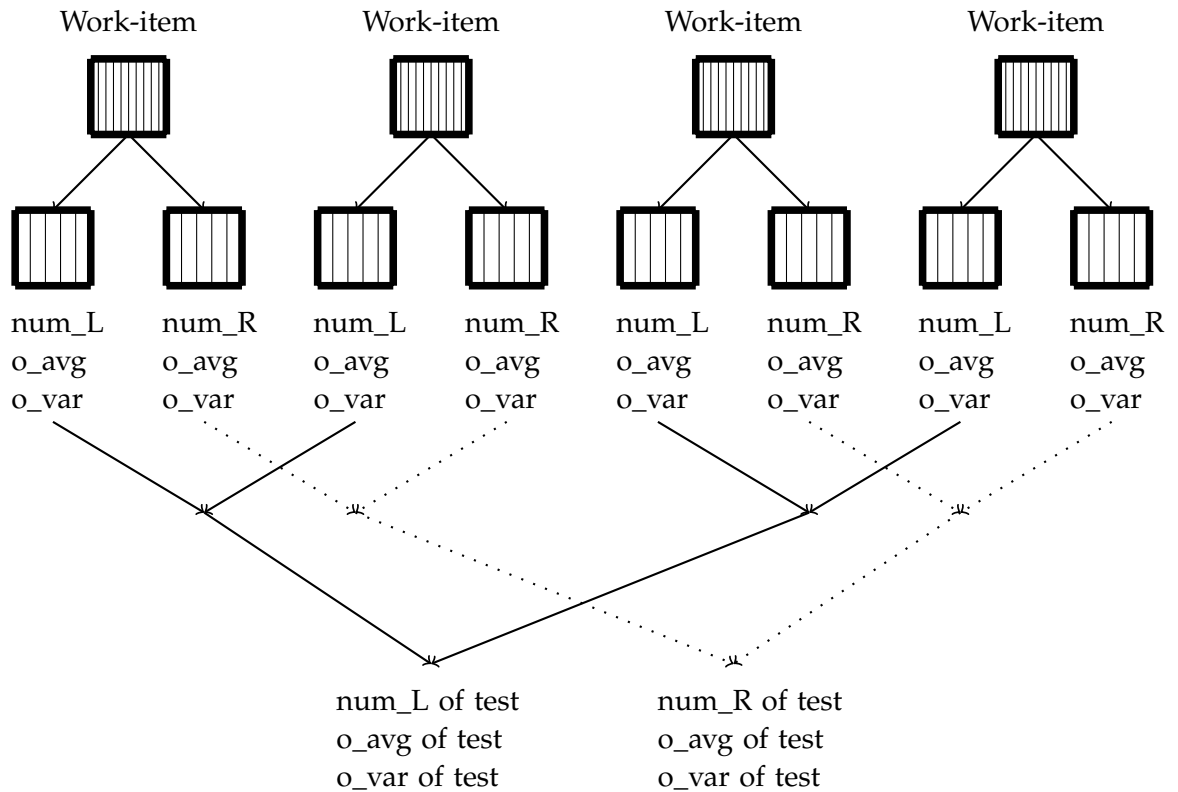 Work-item Work-item Work-item Work-item
num_L num_R num_L num_R num_L num_R num_L num_R
o_avg o_avg o_avg o_avg o_avg o_avg o_avg o_avg
o_var o_var o_var o_var o_var o_var o_var o_var
num_L of test num_R of test
o_avg of test o_avg of test
o_var of test o_var of test